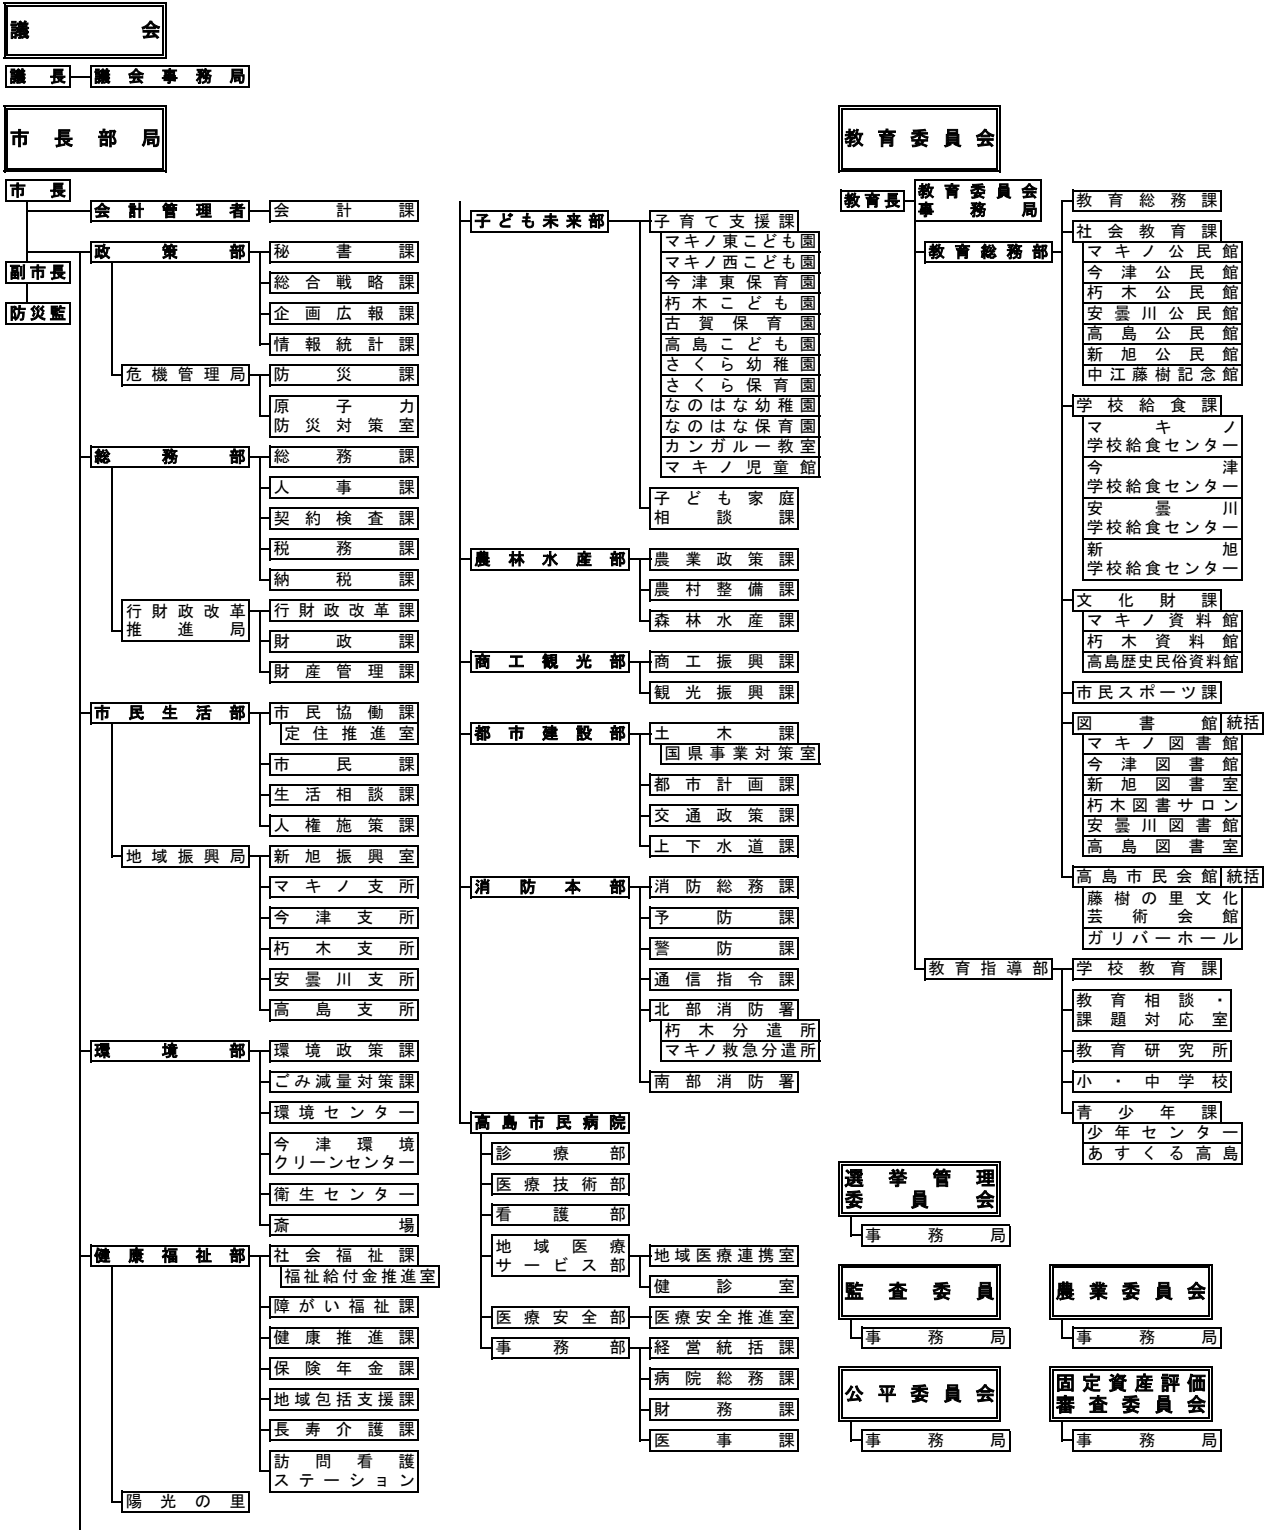 議会
議長
議会事務局
市長部局
市長
会計管理者
会計課
政策部
秘書課
総合戦略課
企画広報課
情報統計課
副市長
防災監
危機管理局
防災課
原子力
防災対策室
総務部
総務課
人事課
契約検査課
税務課
納税課
行財政改革
推進局
行財政改革課
財政課
財産管理課
市民生活部
市民協働課
定住推進室
市民課
生活相談課
人権施策課
地域振興局
新旭振興室
マキノ支所
今津支所
朽木支所
安曇川支所
高島支所
環境部
環境政策課
ごみ減量対策課
環境センター
今津環境
クリーンセンター
衛生センター
斎場
健康福祉部
社会福祉課
福祉給付金推進室
障がい福祉課
健康推進課
保険年金課
地域包括支援課
長寿介護課
訪問看護
ステーション
陽光の里
子ども未来部
子育て支援課
マキノ東こども園
マキノ西こども園
今津東保育園
朽木こども園
古賀保育園
高島こども園
さくら幼稚園
さくら保育園
なのはな幼稚園
なのはな保育園
カンガルー教室
マキノ児童館
子ども家庭
相談課
農林水産部
農業政策課
農村整備課
森林水産課
商工観光部
商工振興課
観光振興課
都市建設部
土木課
国県事業対策室
都市計画課
交通政策課
上下水道課
消防本部
消防総務課
予防課
警防課
通信指令課
北部消防署
朽木分遣所
マキノ救急分遣所
南部消防署
高島市民病院
診療部
医療技術部
看護部
地域医療
サービス部
地域医療連携室
健診室
医療安全部
医療安全推進室
事務部
経営統括課
病院総務課
財務課
医事課
教育委員会
教育長
教育委員会
事務局
教育総務部
教育総務課
社会教育課
マキノ公民館
今津公民館
朽木公民館
安曇川公民館
高島公民館
新旭公民館
中江藤樹記念館
学校給食課
マキノ
学校給食センター
今津
学校給食センター
安曇川
学校給食センター
新旭
学校給食センター
文化財課
マキノ資料館
朽木資料館
高島歴史民俗資料館
市民スポーツ課
図書館 統括
マキノ図書館
今津図書館
新旭図書室
朽木図書サロン
安曇川図書館
高島図書室
高島市民会館 統括
藤樹の里文化
芸術会館
ガリバーホール
教育指導部
学校教育課
教育相談・
課題対応室
教育研究所
小・中学校
青少年課
少年センター
あすくる高島
選挙管理
委員会
事務局
監査委員
事務局
農業委員会
事務局
公平委員会
事務局
固定資産評価
審査委員会
事務局